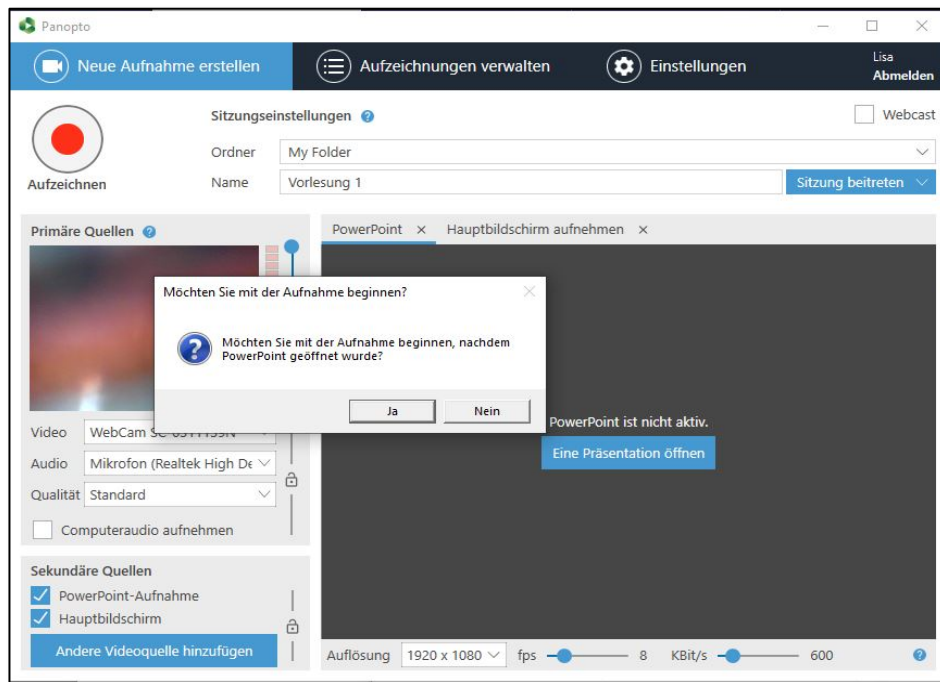 Panopto
Neue Aufnahme erstellen
Aufzeichnungen verwalten
Einstellungen
Lisa
Abmelden
Sitzungseinstellungen ?
Webcast
Aufzeichnen
Ordner My Folder
Name Vorlesung 1
Sitzung beitreten
Primäre Quellen ?
PowerPoint × Hauptbildschirm aufnehmen ×
Möchten Sie mit der Aufnahme beginnen?
Möchten Sie mit der Aufnahme beginnen, nachdem
PowerPoint geöffnet wurde?
Ja Nein
PowerPoint ist nicht aktiv.
Eine Präsentation öffnen
Video WebCam
Audio Mikrofon (Realtek High De
Qualität Standard
Computeraudio aufnehmen
Sekundäre Quellen
PowerPoint-Aufnahme
Hauptbildschirm
Andere Videoquelle hinzufügen
Auflösung 1920 x 1080 fps 8 KBit/s 600 ?